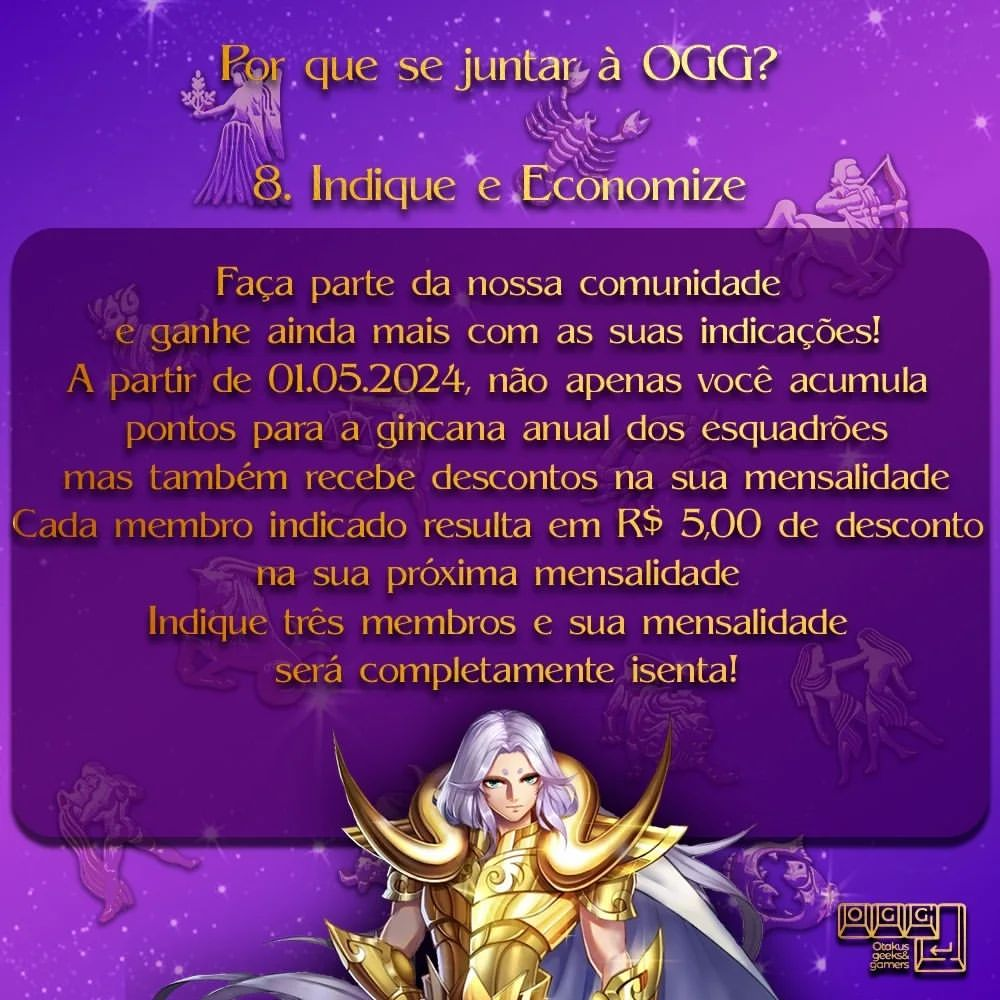 Por que se juntar à OGG?
8. Indique e Economize
Faça parte da nossa comunidade
e ganhe ainda mais com as suas indicações!
A partir de 01.05.2024, não apenas você acumula
pontos para a gincana anual dos esquadrões
mas também recebe descontos na sua mensalidade
Cada membro indicado resulta em R$ 5,00 de desconto
na sua próxima mensalidade
Indique três membros e sua mensalidade
será completamente isenta!
OGG
Otakus
geeks&
gamers